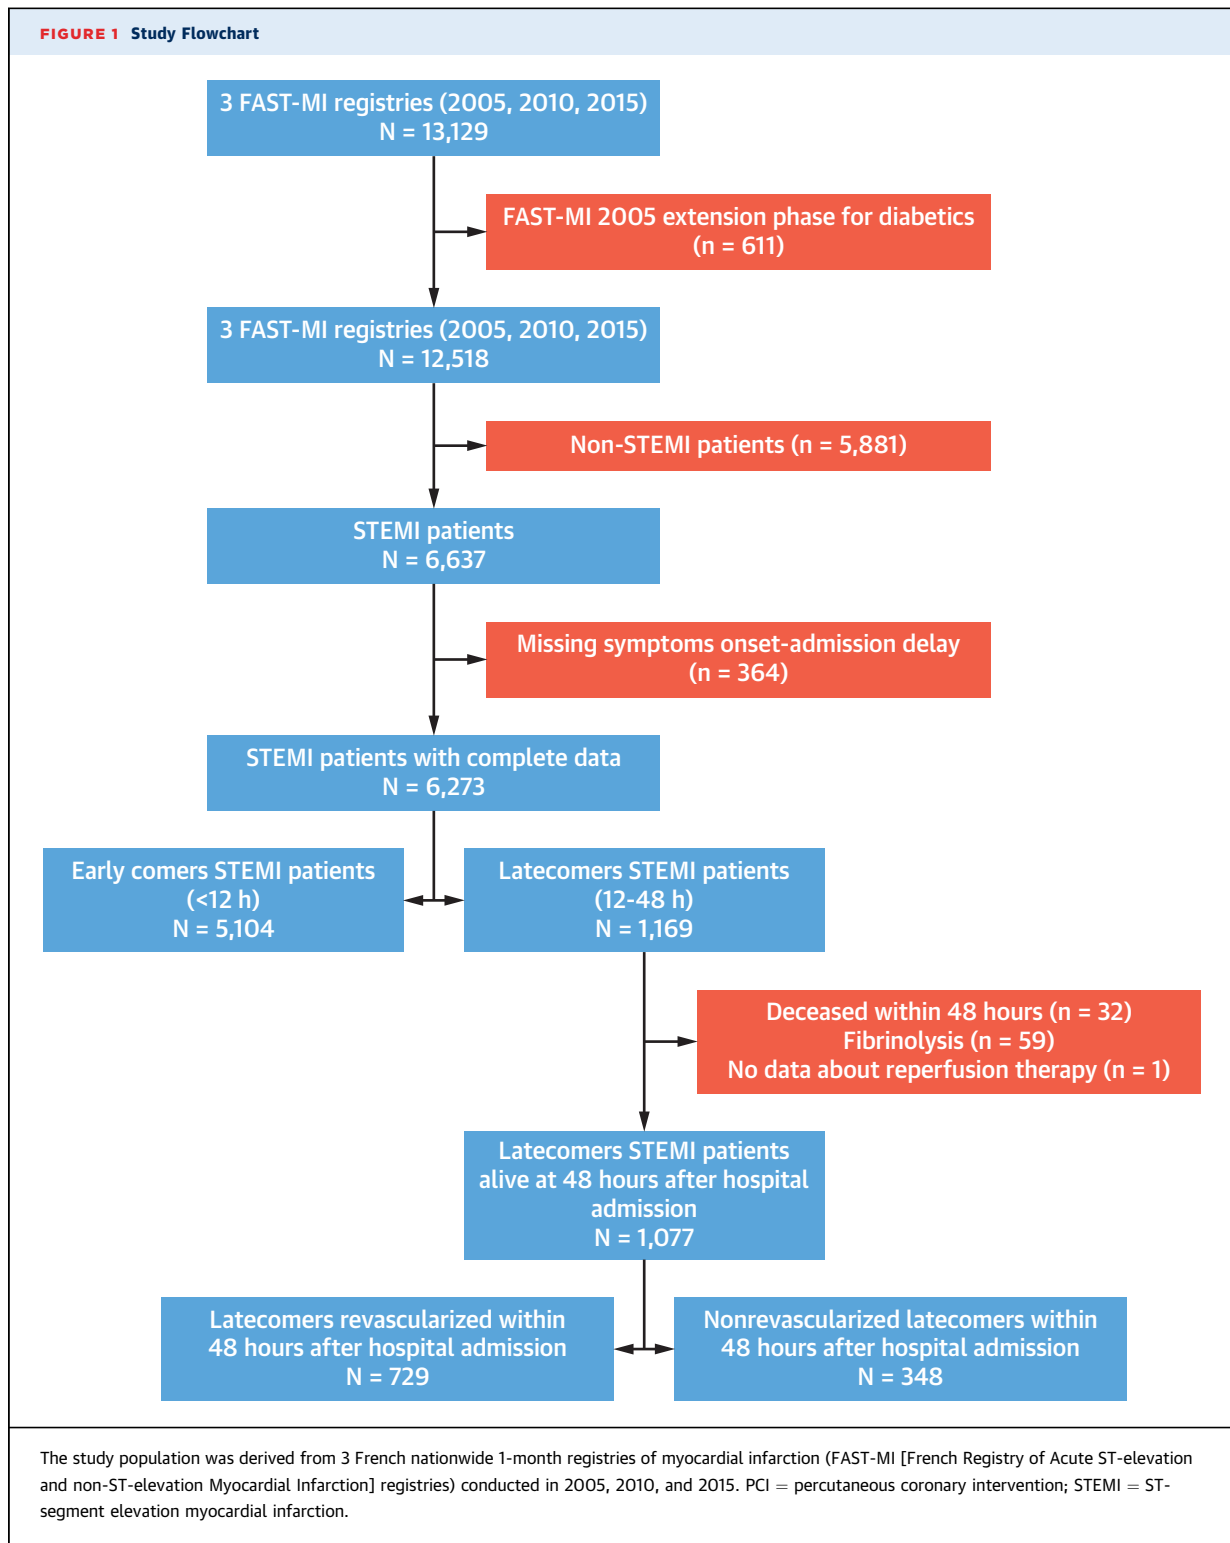 FIGURE 1 Study Flowchart
3 FAST-MI registries (2005, 2010, 2015)
N = 13,129
FAST-MI 2005 extension phase for diabetics
(n = 611)
3 FAST-MI registries (2005, 2010, 2015)
N = 12,518
Non-STEMI patients (n = 5,881)
STEMI patients
N = 6,637
Missing symptoms onset-admission delay
(n = 364)
STEMI patients with complete data
N = 6,273
Early comers STEMI patients
(<12 h)
N = 5,104
Latecomers STEMI patients
(12-48 h)
N = 1,169
Deceased within 48 hours (n = 32)
Fibrinolysis (n = 59)
No data about reperfusion therapy (n = 1)
Latecomers STEMI patients
alive at 48 hours after hospital
admission
N = 1,077
Latecomers revascularized within
48 hours after hospital admission
N = 729
Nonrevascularized latecomers within
48 hours after hospital admission
N = 348
The study population was derived from 3 French nationwide 1-month registries of myocardial infarction (FAST-MI [French Registry of Acute ST-elevation
and non-ST-elevation Myocardial Infarction] registries) conducted in 2005, 2010, and 2015. PCI = percutaneous coronary intervention; STEMI = ST-
segment elevation myocardial infarction.